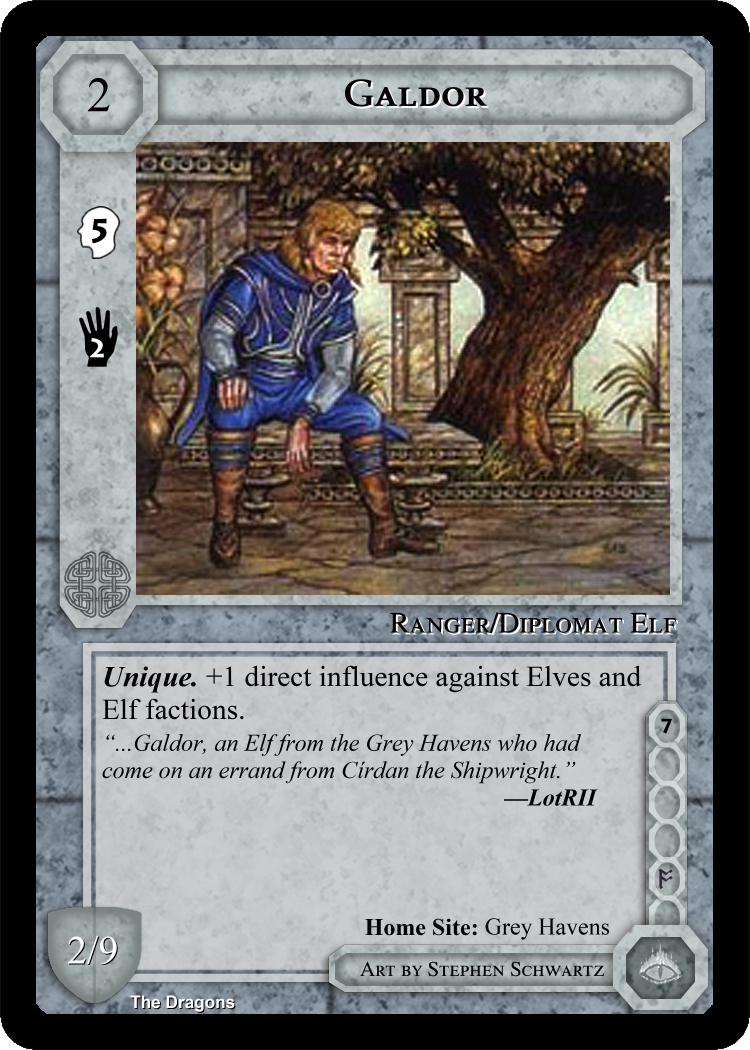 2
Galdor
5
2
Ranger/Diplomat Elf
Unique. +1 direct influence against Elves and
Elf factions.
“...Galdor, an Elf from the Grey Havens who had
come on an errand from Círdan the Shipwright.”
—LotRII
7
ᚩ
Home Site: Grey Havens
2/9
Art by Stephen Schwartz
The Dragons